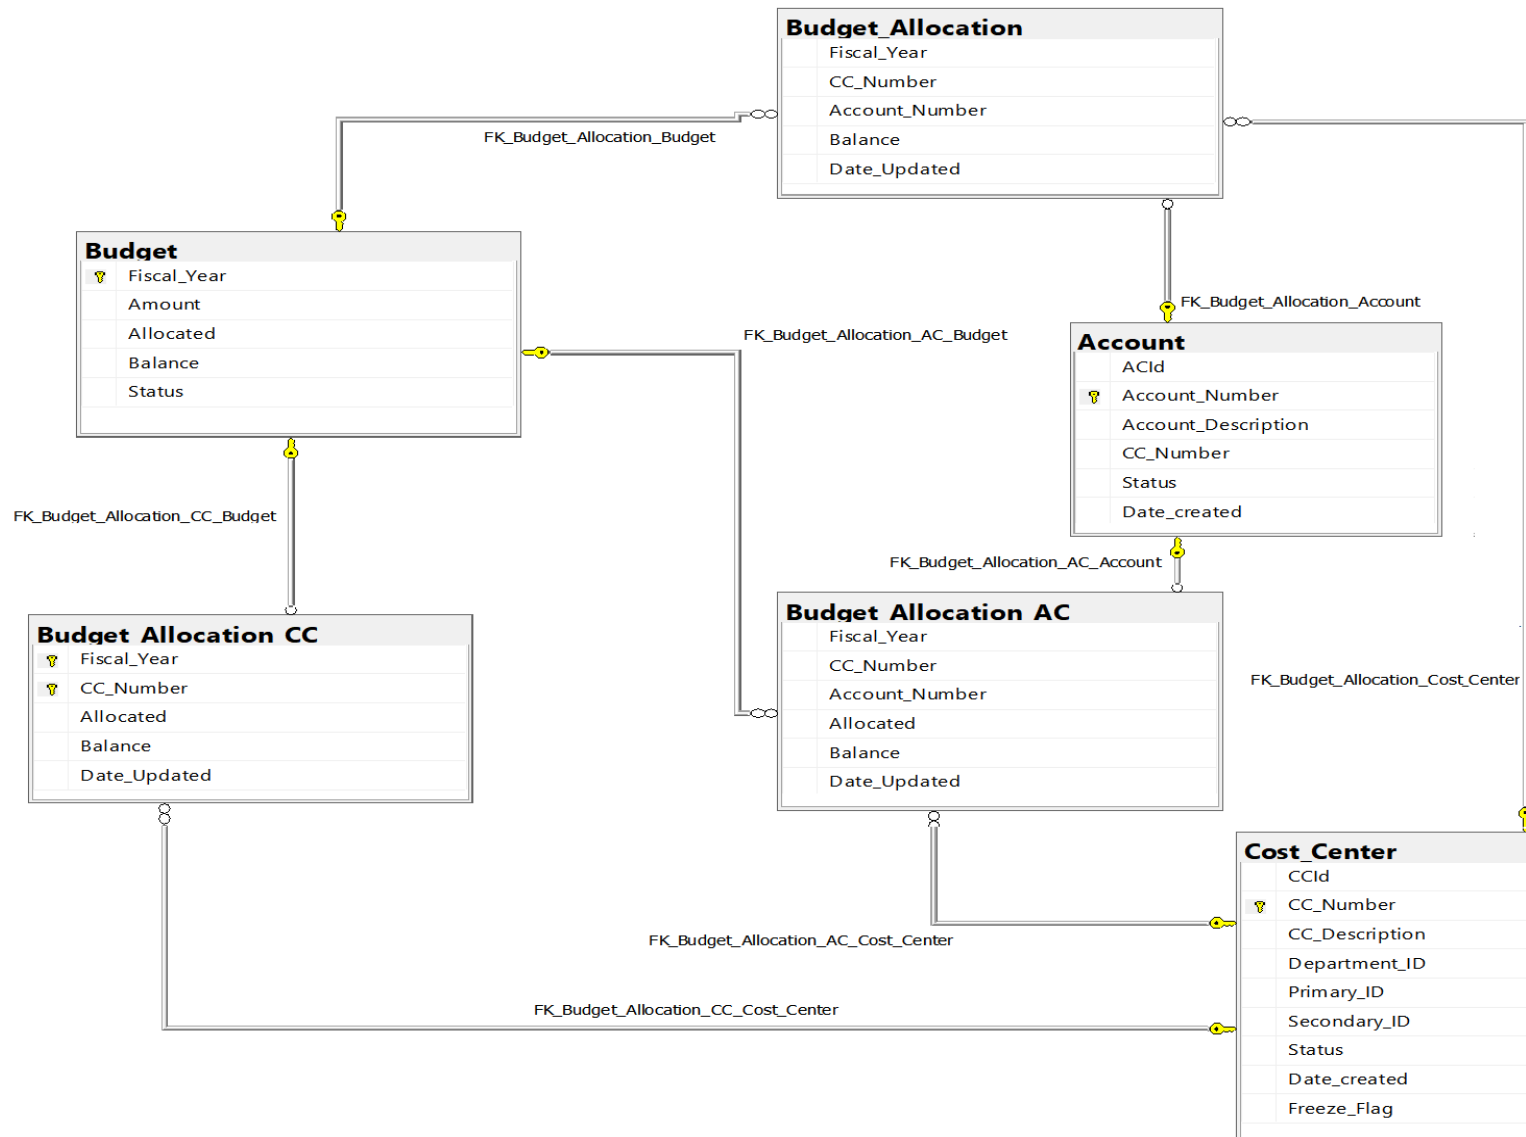 Budget_Allocation
Fiscal_Year
CC_Number
Account_Number
Balance
Date_Updated
FK_Budget_Allocation_Budget
Budget
Fiscal_Year
Amount
Allocated
Balance
Status
FK_Budget_Allocation_Account
FK_Budget_Allocation_AC_Budget
Account
ACId
Account_Number
Account_Description
CC_Number
Status
Date_created
FK_Budget_Allocation_CC_Budget
FK_Budget_Allocation_AC_Account
Budget_Allocation_CC
Fiscal_Year
CC_Number
Allocated
Balance
Date_Updated
Budget_Allocation_AC
Fiscal_Year
CC_Number
Account_Number
Allocated
Balance
Date_Updated
FK_Budget_Allocation_Cost_Center
Cost_Center
CCId
CC_Number
CC_Description
Department_ID
Primary_ID
Secondary_ID
Status
Date_created
Freeze_Flag
FK_Budget_Allocation_AC_Cost_Center
FK_Budget_Allocation_CC_Cost_Center